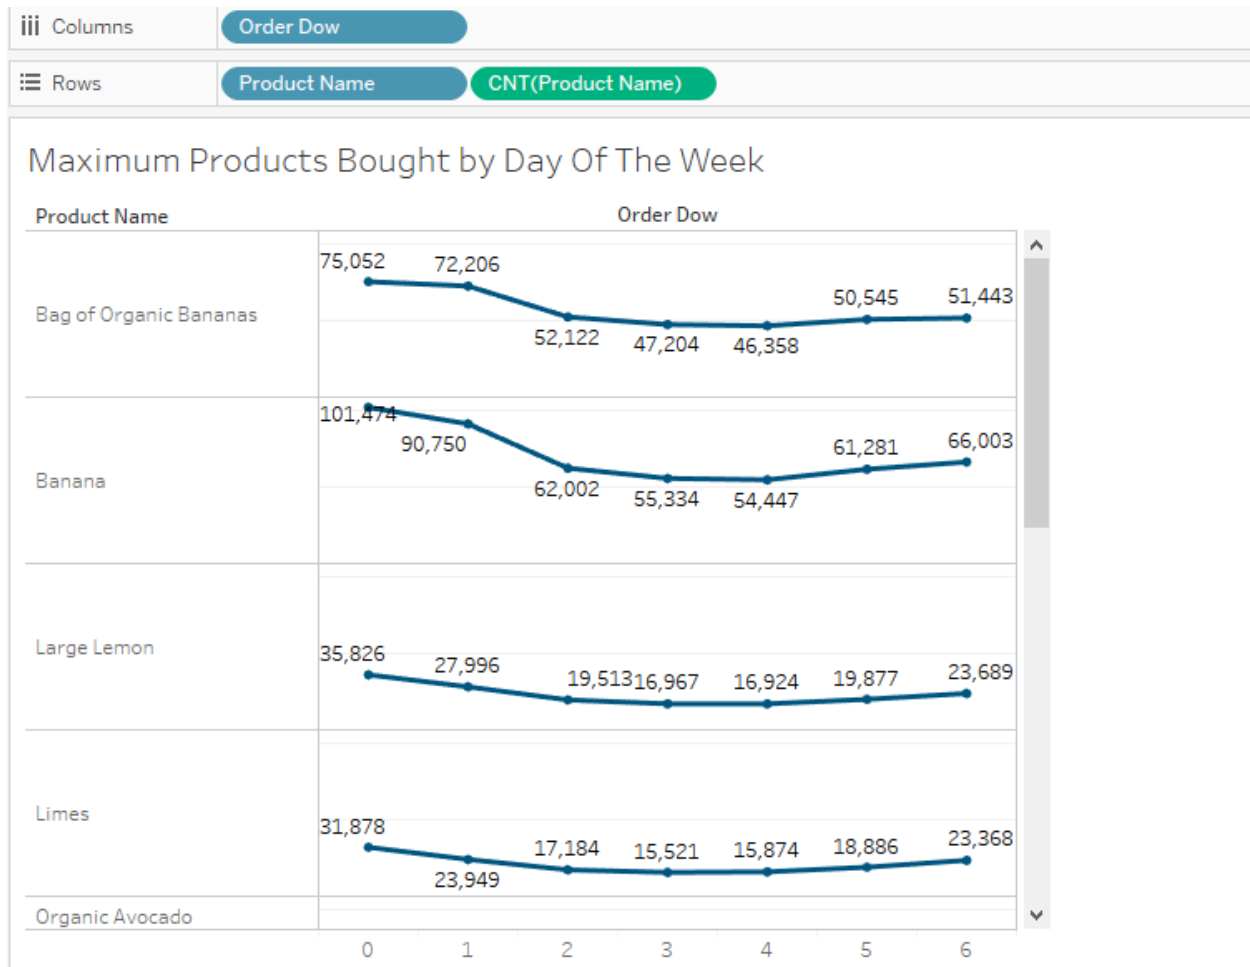 Columns Order Dow
Rows Product Name CNT(Product Name)
Maximum Products Bought by Day Of The Week
Product Name Order Dow
75,052 72,206 52,122 47,204 46,358 50,545 51,443
Bag of Organic Bananas
101,474 90,750 62,002 55,334 54,447 61,281 66,003
Banana
35,826 27,996 19,513 16,967 16,924 19,877 23,689
Large Lemon
31,878 23,949 17,184 15,521 15,874 18,886 23,368
Limes
Organic Avocado
0 1 2 3 4 5 6